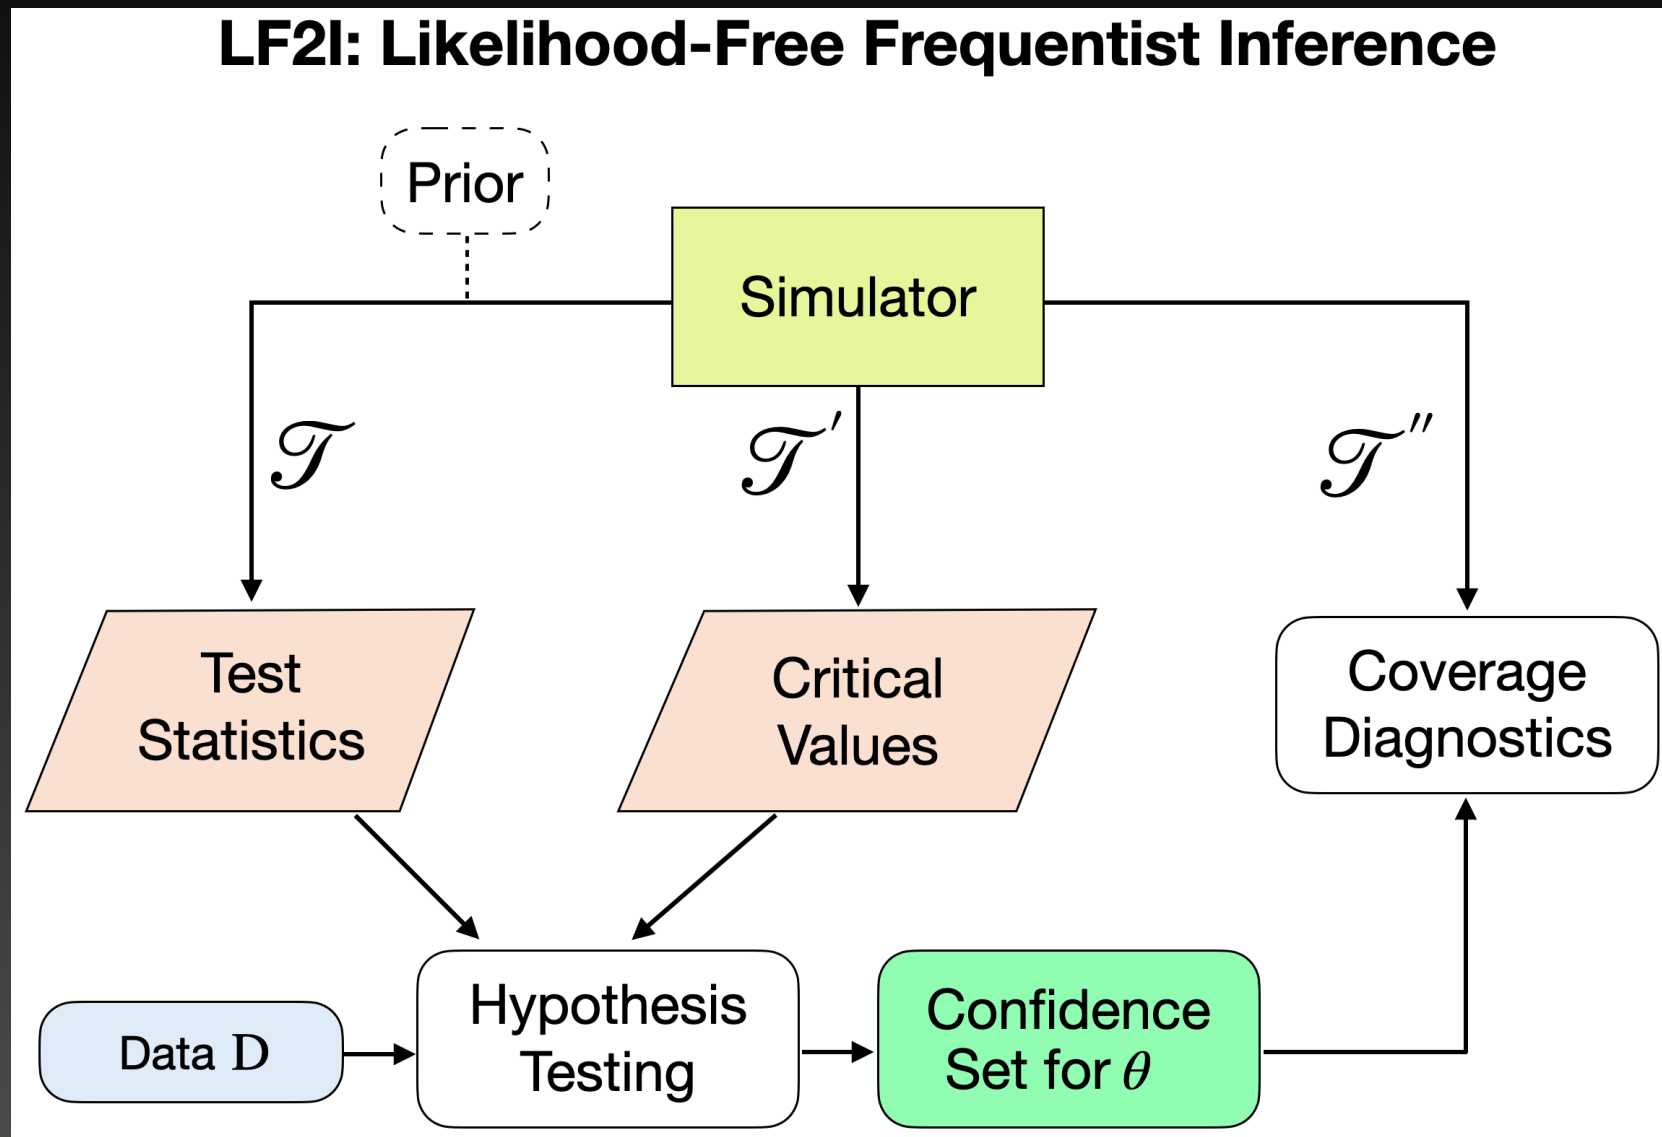 LF2I: Likelihood-Free Frequentist Inference
Prior
Simulator
𝒯
𝒯′
𝒯″
Test
Statistics
Critical
Values
Coverage
Diagnostics
Data D
Hypothesis
Testing
Confidence
Set for θ